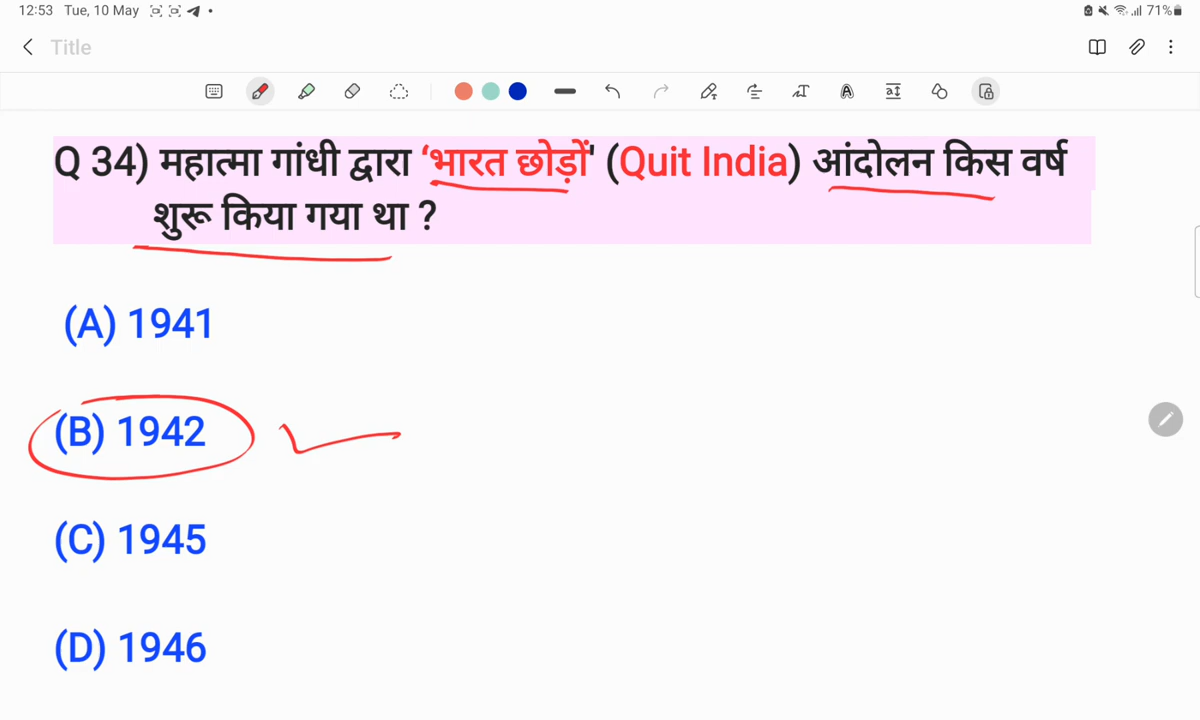 12:53 Tue, 10 May 71%
Title
Q 34) महात्मा गांधी द्वारा ‘भारत छोड़ों' (Quit India) आंदोलन किस वर्ष
शुरू किया गया था ?
(A) 1941
(B) 1942
(C) 1945
(D) 1946